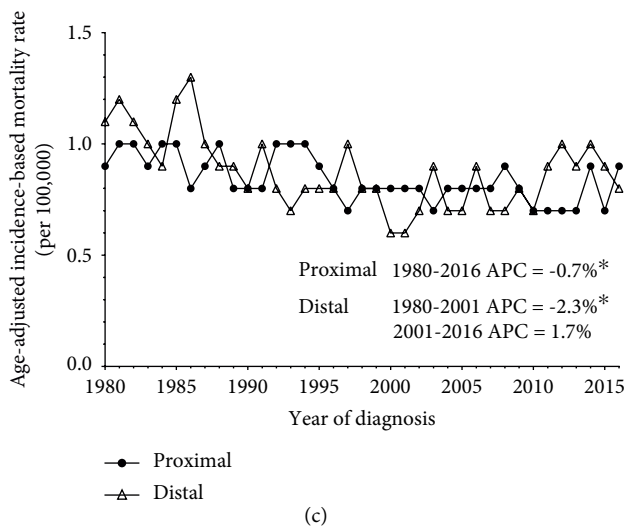 Age-adjusted incidence-based mortality rate
(per 100,000)
1.5
1.0
0.5
0.0
Proximal 1980-2016 APC = -0.7%*
Distal 1980-2001 APC = -2.3%*
2001-2016 APC = 1.7%
1980 1985 1990 1995 2000 2005 2010 2015
Year of diagnosis
Proximal
Distal
(c)